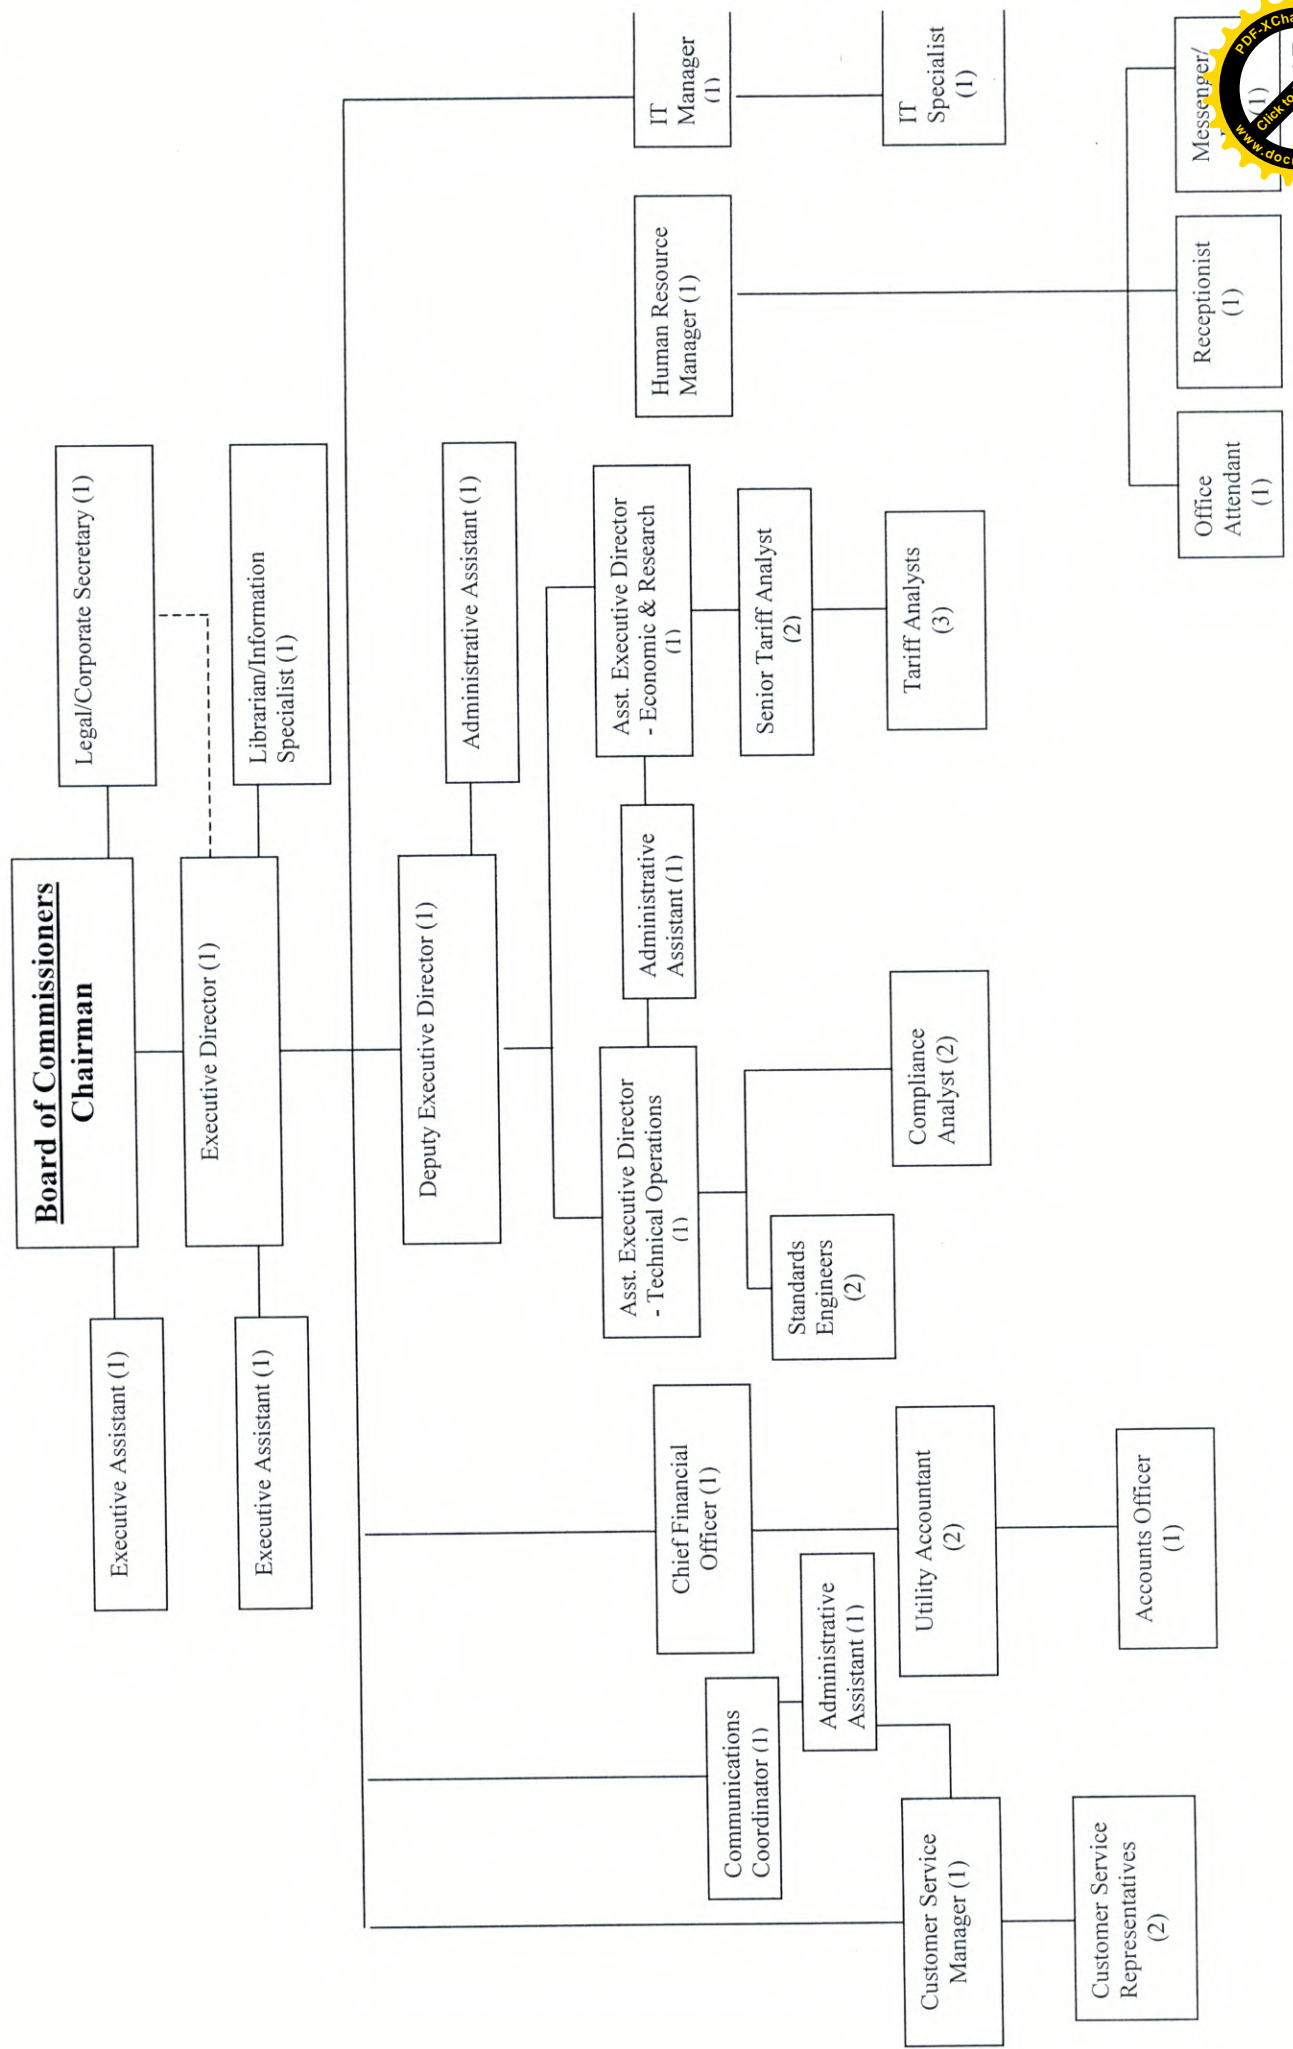 Board of Commissioners
Chairman
Executive Assistant (1)
Legal/Corporate Secretary (1)
Executive Director (1)
Executive Assistant (1)
Librarian/Information
Specialist (1)
Deputy Executive Director (1)
Administrative Assistant (1)
Customer Service
Manager (1)
Communications
Coordinator (1)
Administrative
Assistant (1)
Chief Financial
Officer (1)
Asst. Executive Director
- Technical Operations
(1)
Administrative
Assistant (1)
Asst. Executive Director
- Economic & Research
(1)
Human Resource
Manager (1)
IT
Manager
(1)
Customer Service
Representatives
(2)
Utility Accountant
(2)
Accounts Officer
(1)
Standards
Engineers
(2)
Compliance
Analyst (2)
Senior Tariff Analyst
(2)
Tariff Analysts
(3)
IT
Specialist
(1)
Office
Attendant
(1)
Receptionist
(1)
Messenger/
(1)
Click to